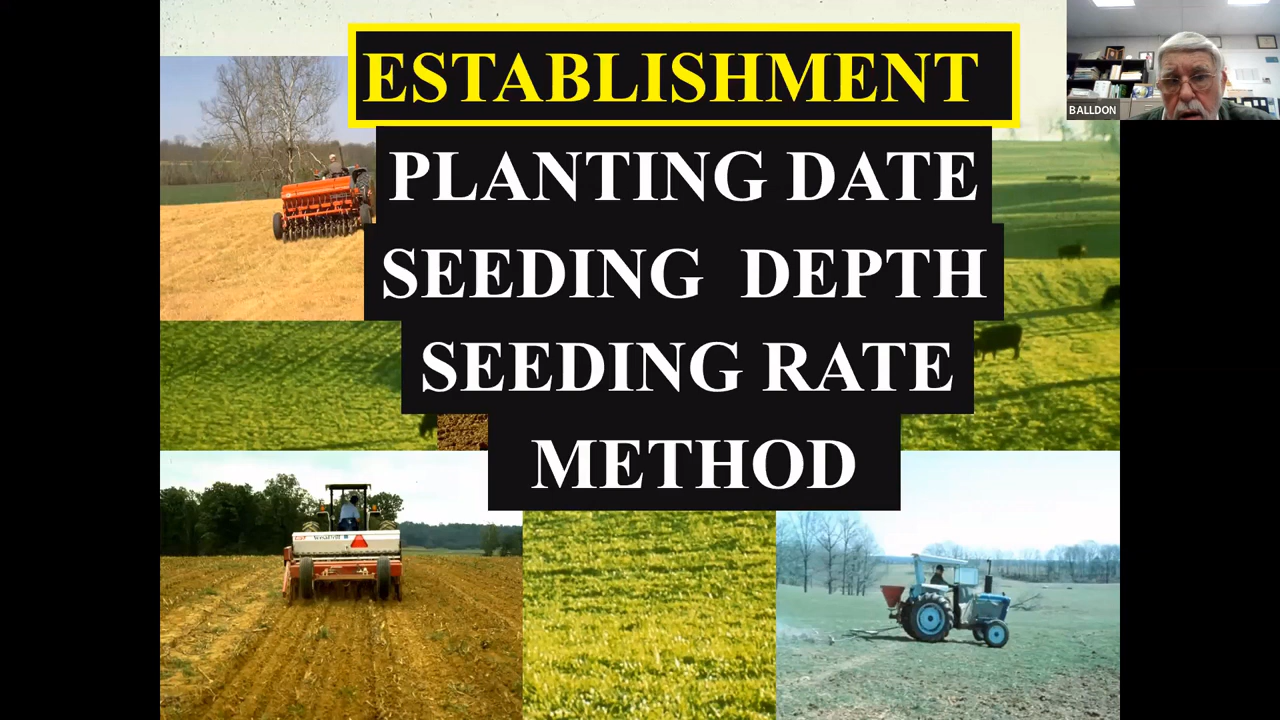 ESTABLISHMENT
PLANTING DATE
SEEDING DEPTH
SEEDING RATE
METHOD
BALLDON